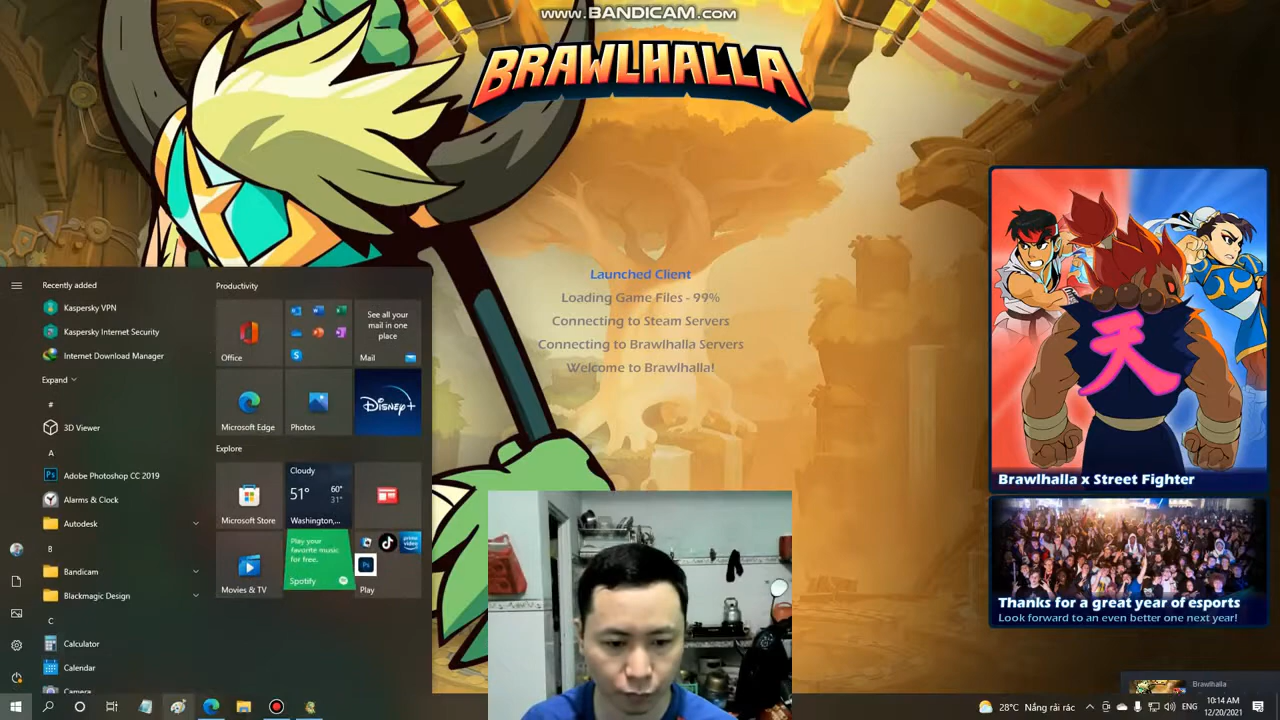 www.BANDICAM.com
BRAWLHALLA
Launched Client
Loading Game Files - 99%
Connecting to Steam Servers
Connecting to Brawlhalla Servers
Welcome to Brawlhalla!
天
Brawlhalla x Street Fighter
Thanks for a great year of esports
Look forward to an even better one next year!
Recently added
Kaspersky VPN
Kaspersky Internet Security
Internet Download Manager
Expand
#
3D Viewer
A
Adobe Photoshop CC 2019
Alarms & Clock
Autodesk
B
Bandicam
Blackmagic Design
C
Calculator
Calendar
Camera
Productivity
Office
See all your
mail in one
place
Mail
Microsoft Edge
Photos
Disney+
Explore
Microsoft Store
Cloudy
51°
60°
31°
Washington,...
Movies & TV
Play your
favorite music
for free.
Spotify
prime video
Ps
Play
Brawlhalla
28°C Nắng rải rác
ENG
10:14 AM
12/20/2021